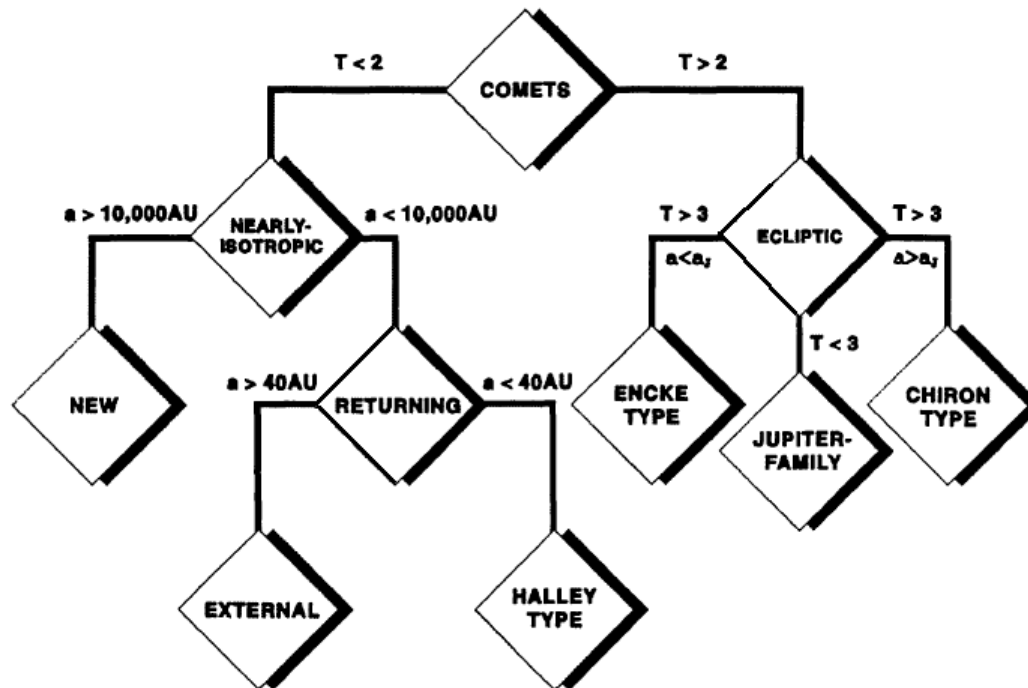 T < 2
COMETS
T > 2
a > 10,000AU
NEARLY-
ISOTROPIC
a < 10,000AU
T > 3
a<aⱼ
ECLIPTIC
T > 3
a>aⱼ
NEW
a > 40AU
RETURNING
a < 40AU
T < 3
ENCKE
TYPE
JUPITER-
FAMILY
CHIRON
TYPE
EXTERNAL
HALLEY
TYPE